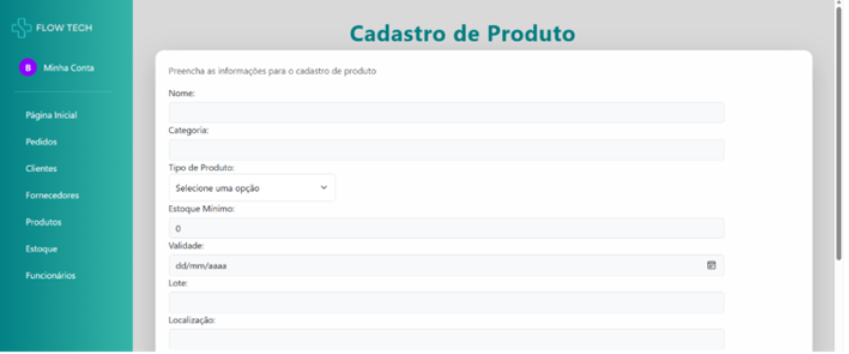 FLOW TECH
B Minha Conta
Página Inicial
Pedidos
Clientes
Fornecedores
Produtos
Estoque
Funcionários
Cadastro de Produto
Preencha as informações para o cadastro de produto
Nome:
Categoria:
Tipo de Produto:
Selecione uma opção
Estoque Mínimo:
0
Validade:
dd/mm/aaaa
Lote:
Localização: